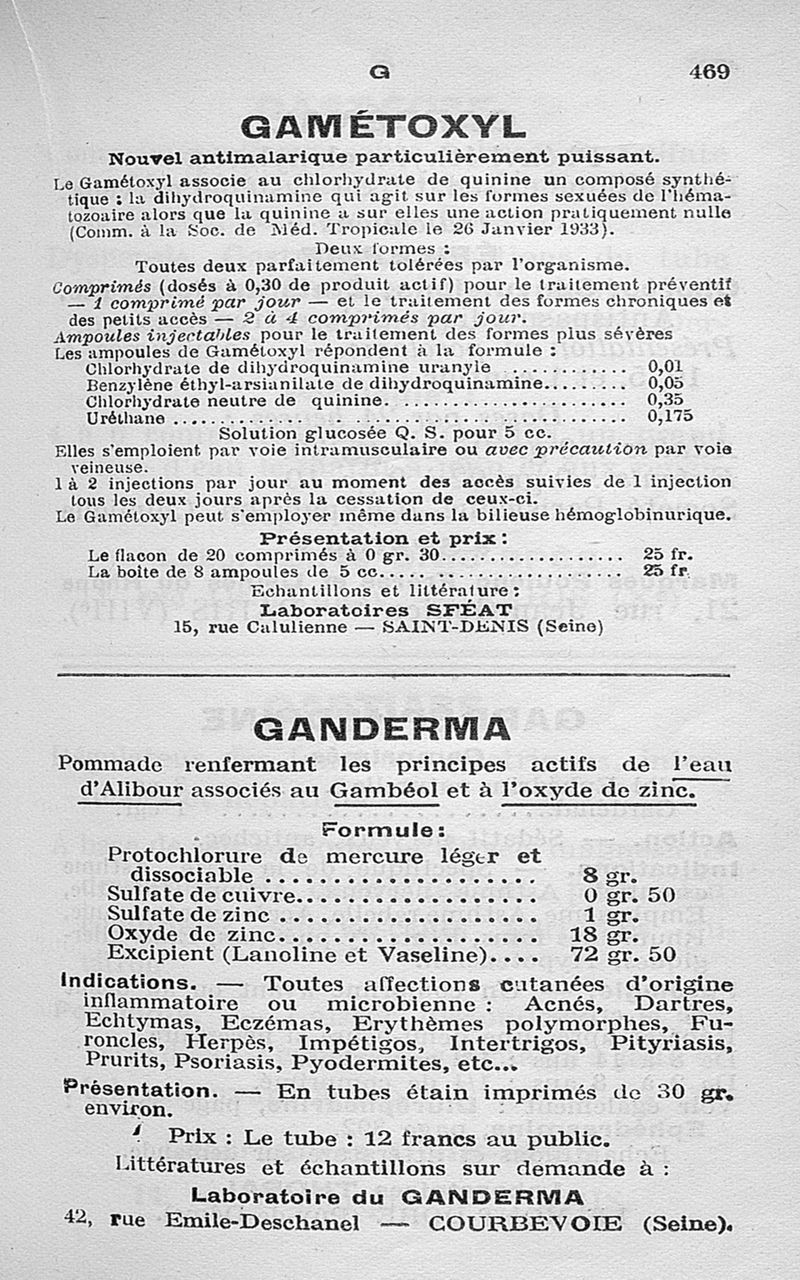 G 469
GAMÉTOXYL
Nouvel antimalarique particulièrement puissant.
Le Gamétoxyl associe au chlorhydrate de quinine un composé synthé-
tique : la dihydroquinamine qui agit sur les formes sexuées de l'héma-
tozoaire alors que la quinine a sur elles une action pratiquement nulle
(Comm. à la Soc. de Méd. Tropicale le 26 Janvier 1933).
Deux formes :
Toutes deux parfaitement tolérées par l'organisme.
Comprimés (dosés à 0,30 de produit actif) pour le traitement préventif
— 1 comprimé par jour — et le traitement des formes chroniques et
des petits accès — 2 à 4 comprimés par jour.
Ampoules injectables pour le traitement des formes plus sévères
Les ampoules de Gamétoxyl répondent à la formule :
Chlorhydrate de dihydroquinamine uranyle ............ 0,01
Benzylène éthyl-arsianilate de dihydroquinamine......... 0,05
Chlorhydrate neutre de quinine........................ 0,35
Uréthane ............................................. 0,175
Solution glucosée Q. S. pour 5 cc.
Elles s'emploient par voie intramusculaire ou avec précaution par voie
veineuse.
1 à 2 injections par jour au moment des accès suivies de 1 injection
tous les deux jours après la cessation de ceux-ci.
Le Gamétoxyl peut s'employer même dans la bilieuse hémoglobinurique.
Présentation et prix :
Le flacon de 20 comprimés à 0 gr. 30.................... 25 fr.
La boite de 8 ampoules de 5 cc......................... 25 fr.
Echantillons et littérature :
Laboratoires SFÉAT
15, rue Calulienne — SAINT-DENIS (Seine)
GANDERMA
Pommade renfermant les principes actifs de l'eau
d'Alibour associés au Gambéol et à l'oxyde de zinc.
Formule :
Protochlorure de mercure léger et
dissociable .................... 8 gr.
Sulfate de cuivre.................. 0 gr. 50
Sulfate de zinc ................... 1 gr.
Oxyde de zinc.................... 18 gr.
Excipient (Lanoline et Vaseline).... 72 gr. 50
Indications. — Toutes affections cutanées d'origine
inflammatoire ou microbienne : Acnés, Dartres,
Echtymas, Eczémas, Erythèmes polymorphes, Fu-
roncles, Herpès, Impétigos, Intertrigos, Pityriasis,
Prurits, Psoriasis, Pyodermites, etc...
Présentation. — En tubes étain imprimés de 30 gr.
environ.
Prix : Le tube : 12 francs au public.
Littératures et échantillons sur demande à :
Laboratoire du GANDERMA
42, rue Emile-Deschanel — COURBEVOIE (Seine).